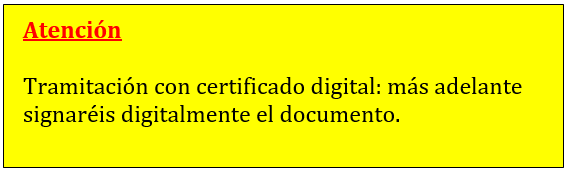 Atención
Tramitación con certificado digital: más adelante
signaréis digitalmente el documento.